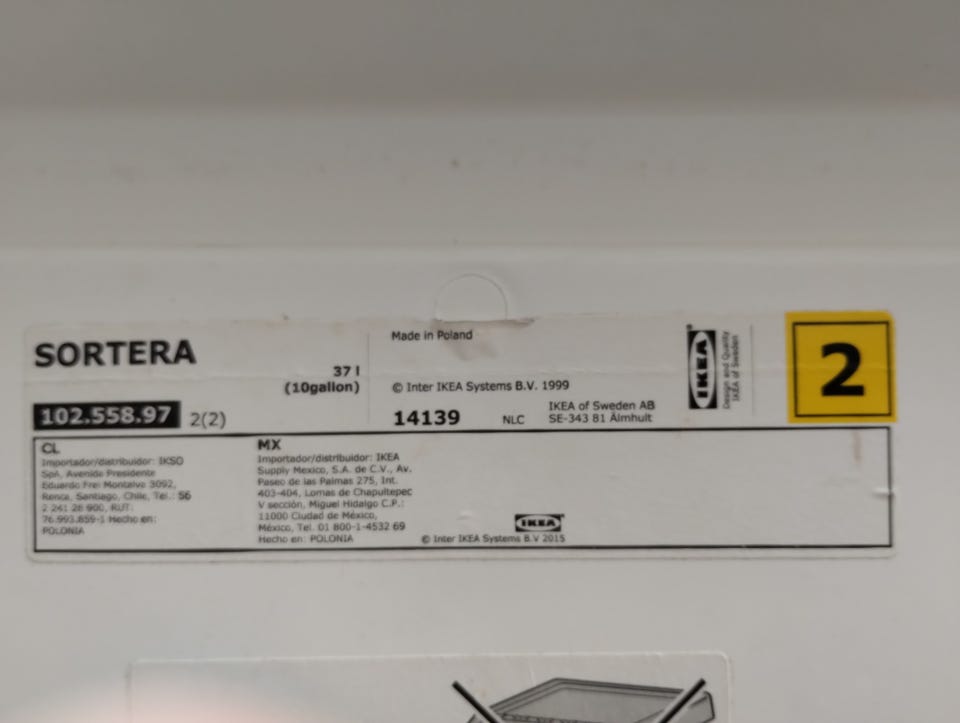 SORTERA
37 l
(10gallon)
102.558.97 2(2)
Made in Poland
© Inter IKEA Systems B.V. 1999
14139 NLC
IKEA of Sweden AB
SE-343 81 Älmhult
IKEA
®
Design and Quality
IKEA of Sweden
2
CL
Importador/distribuidor: IKSO
SpA, Avenida Presidente
Eduardo Frei Montalva 3092,
Renca, Santiago, Chile, Tel.: 56
2 241 28 900, RUT:
76.993.859-1 Hecho en:
POLONIA
MX
Importador/distribuidor: IKEA
Supply Mexico, S.A. de C.V., Av.
Paseo de las Palmas 275, Int.
403-404, Lomas de Chapultepec
V sección, Miguel Hidalgo C.P.:
11000 Ciudad de México,
México, Tel. 01 800-1-4532 69
Hecho en: POLONIA
IKEA
© Inter IKEA Systems B.V 2015